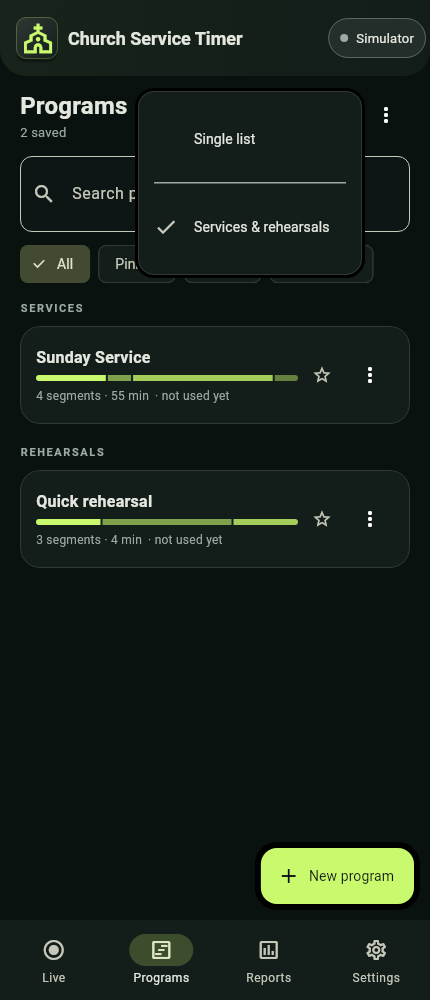 Church Service Timer
Simulator
Programs
2 saved
Single list
Services & rehearsals
Search
All
SERVICES
Sunday Service
4 segments · 55 min · not used yet
REHEARSALS
Quick rehearsal
3 segments · 4 min · not used yet
New program
Live
Programs
Reports
Settings